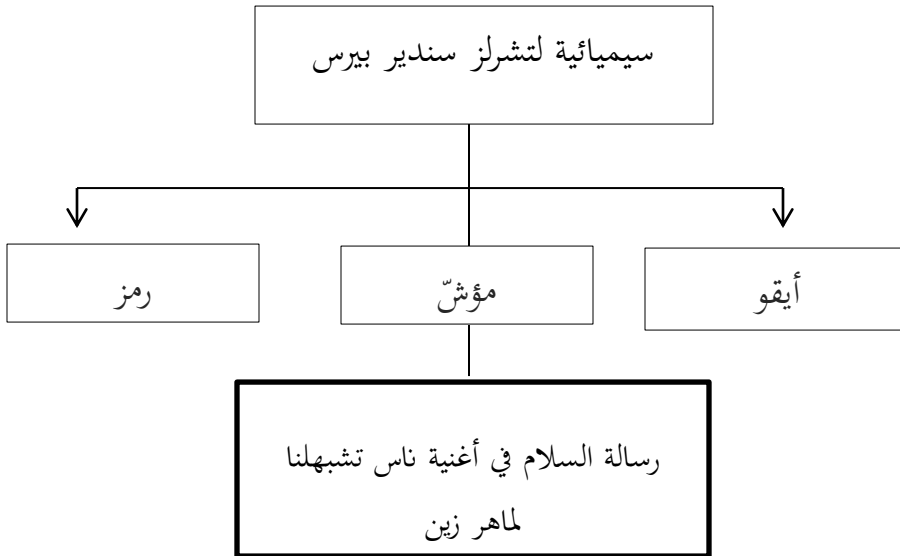 سيميائية لتشرلز سندير بيرس
أيقو
مؤشّ
رمز
رسالة السلام في أغنية ناس تشبهلنا
لماهر زين